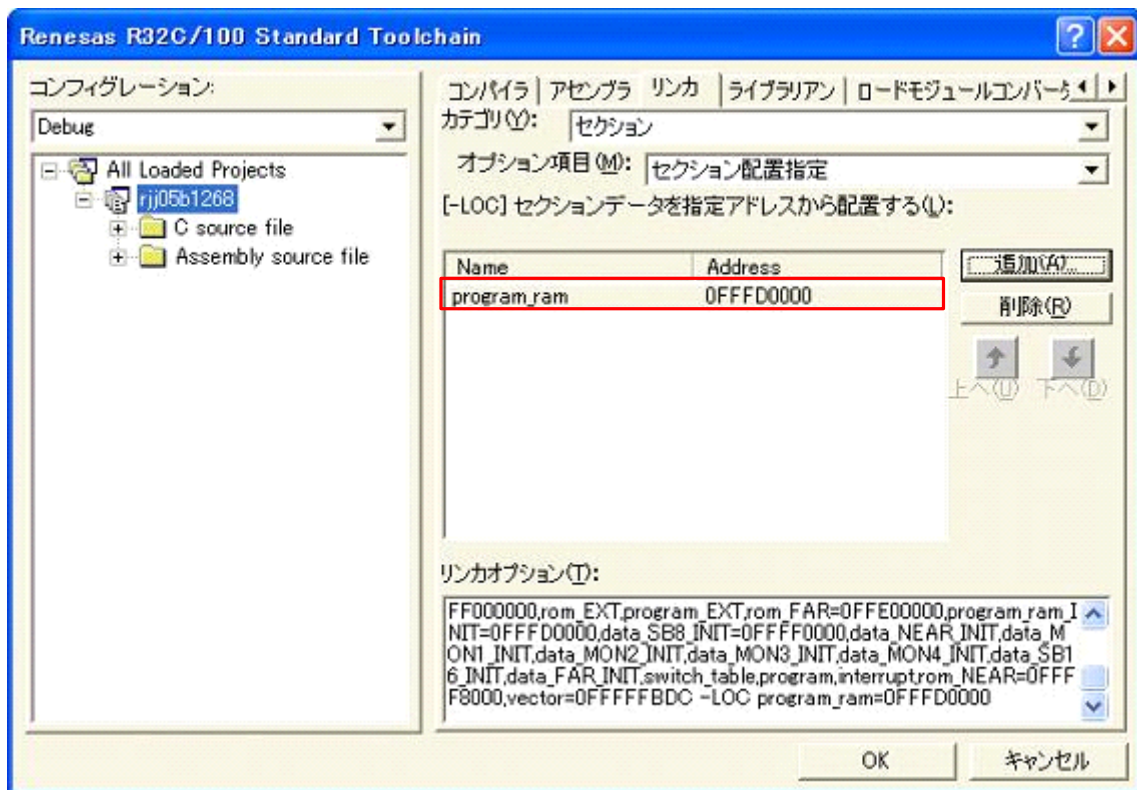 Renesas R32C/100 Standard Toolchain
コンフィグレーション:
Debug
All Loaded Projects
rjj05b1268
C source file
Assembly source file
コンパイラ アセンブラ リンカ ライブラリアン ロードモジュールコンバータ
カテゴリ(Y): セクション
オプション項目(M): セクション配置指定
[-LOC] セクションデータを指定アドレスから配置する(L):
Name Address
program_ram 0FFFD0000
追加(A)...
削除(R)
上へ(U) 下へ(D)
リンカオプション(T):
FF000000,rom_EXT,program_EXT,rom_FAR=0FFE00000,program_ram_I
NIT=0FFFD0000,data_SB8_INIT=0FFFF0000,data_NEAR_INIT,data_M
ON1_INIT,data_MON2_INIT,data_MON3_INIT,data_MON4_INIT,data_SB1
6_INIT,data_FAR_INIT,switch_table,program,interrupt,rom_NEAR=0FFF
F8000,vector=0FFFFFBDC -LOC program_ram=0FFFD0000
OK キャンセル